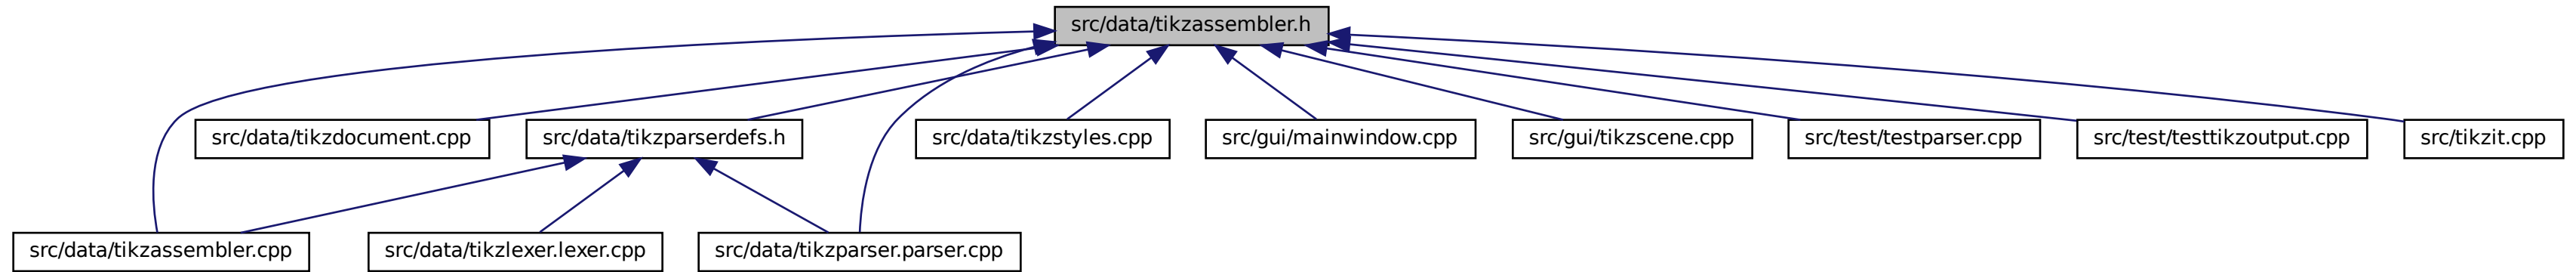 src/data/tikzassembler.h
src/data/tikzdocument.cpp
src/data/tikzparserdefs.h
src/data/tikzstyles.cpp
src/gui/mainwindow.cpp
src/gui/tikzscene.cpp
src/test/testparser.cpp
src/test/testtikzoutput.cpp
src/tikzit.cpp
src/data/tikzassembler.cpp
src/data/tikzlexer.lexer.cpp
src/data/tikzparser.parser.cpp